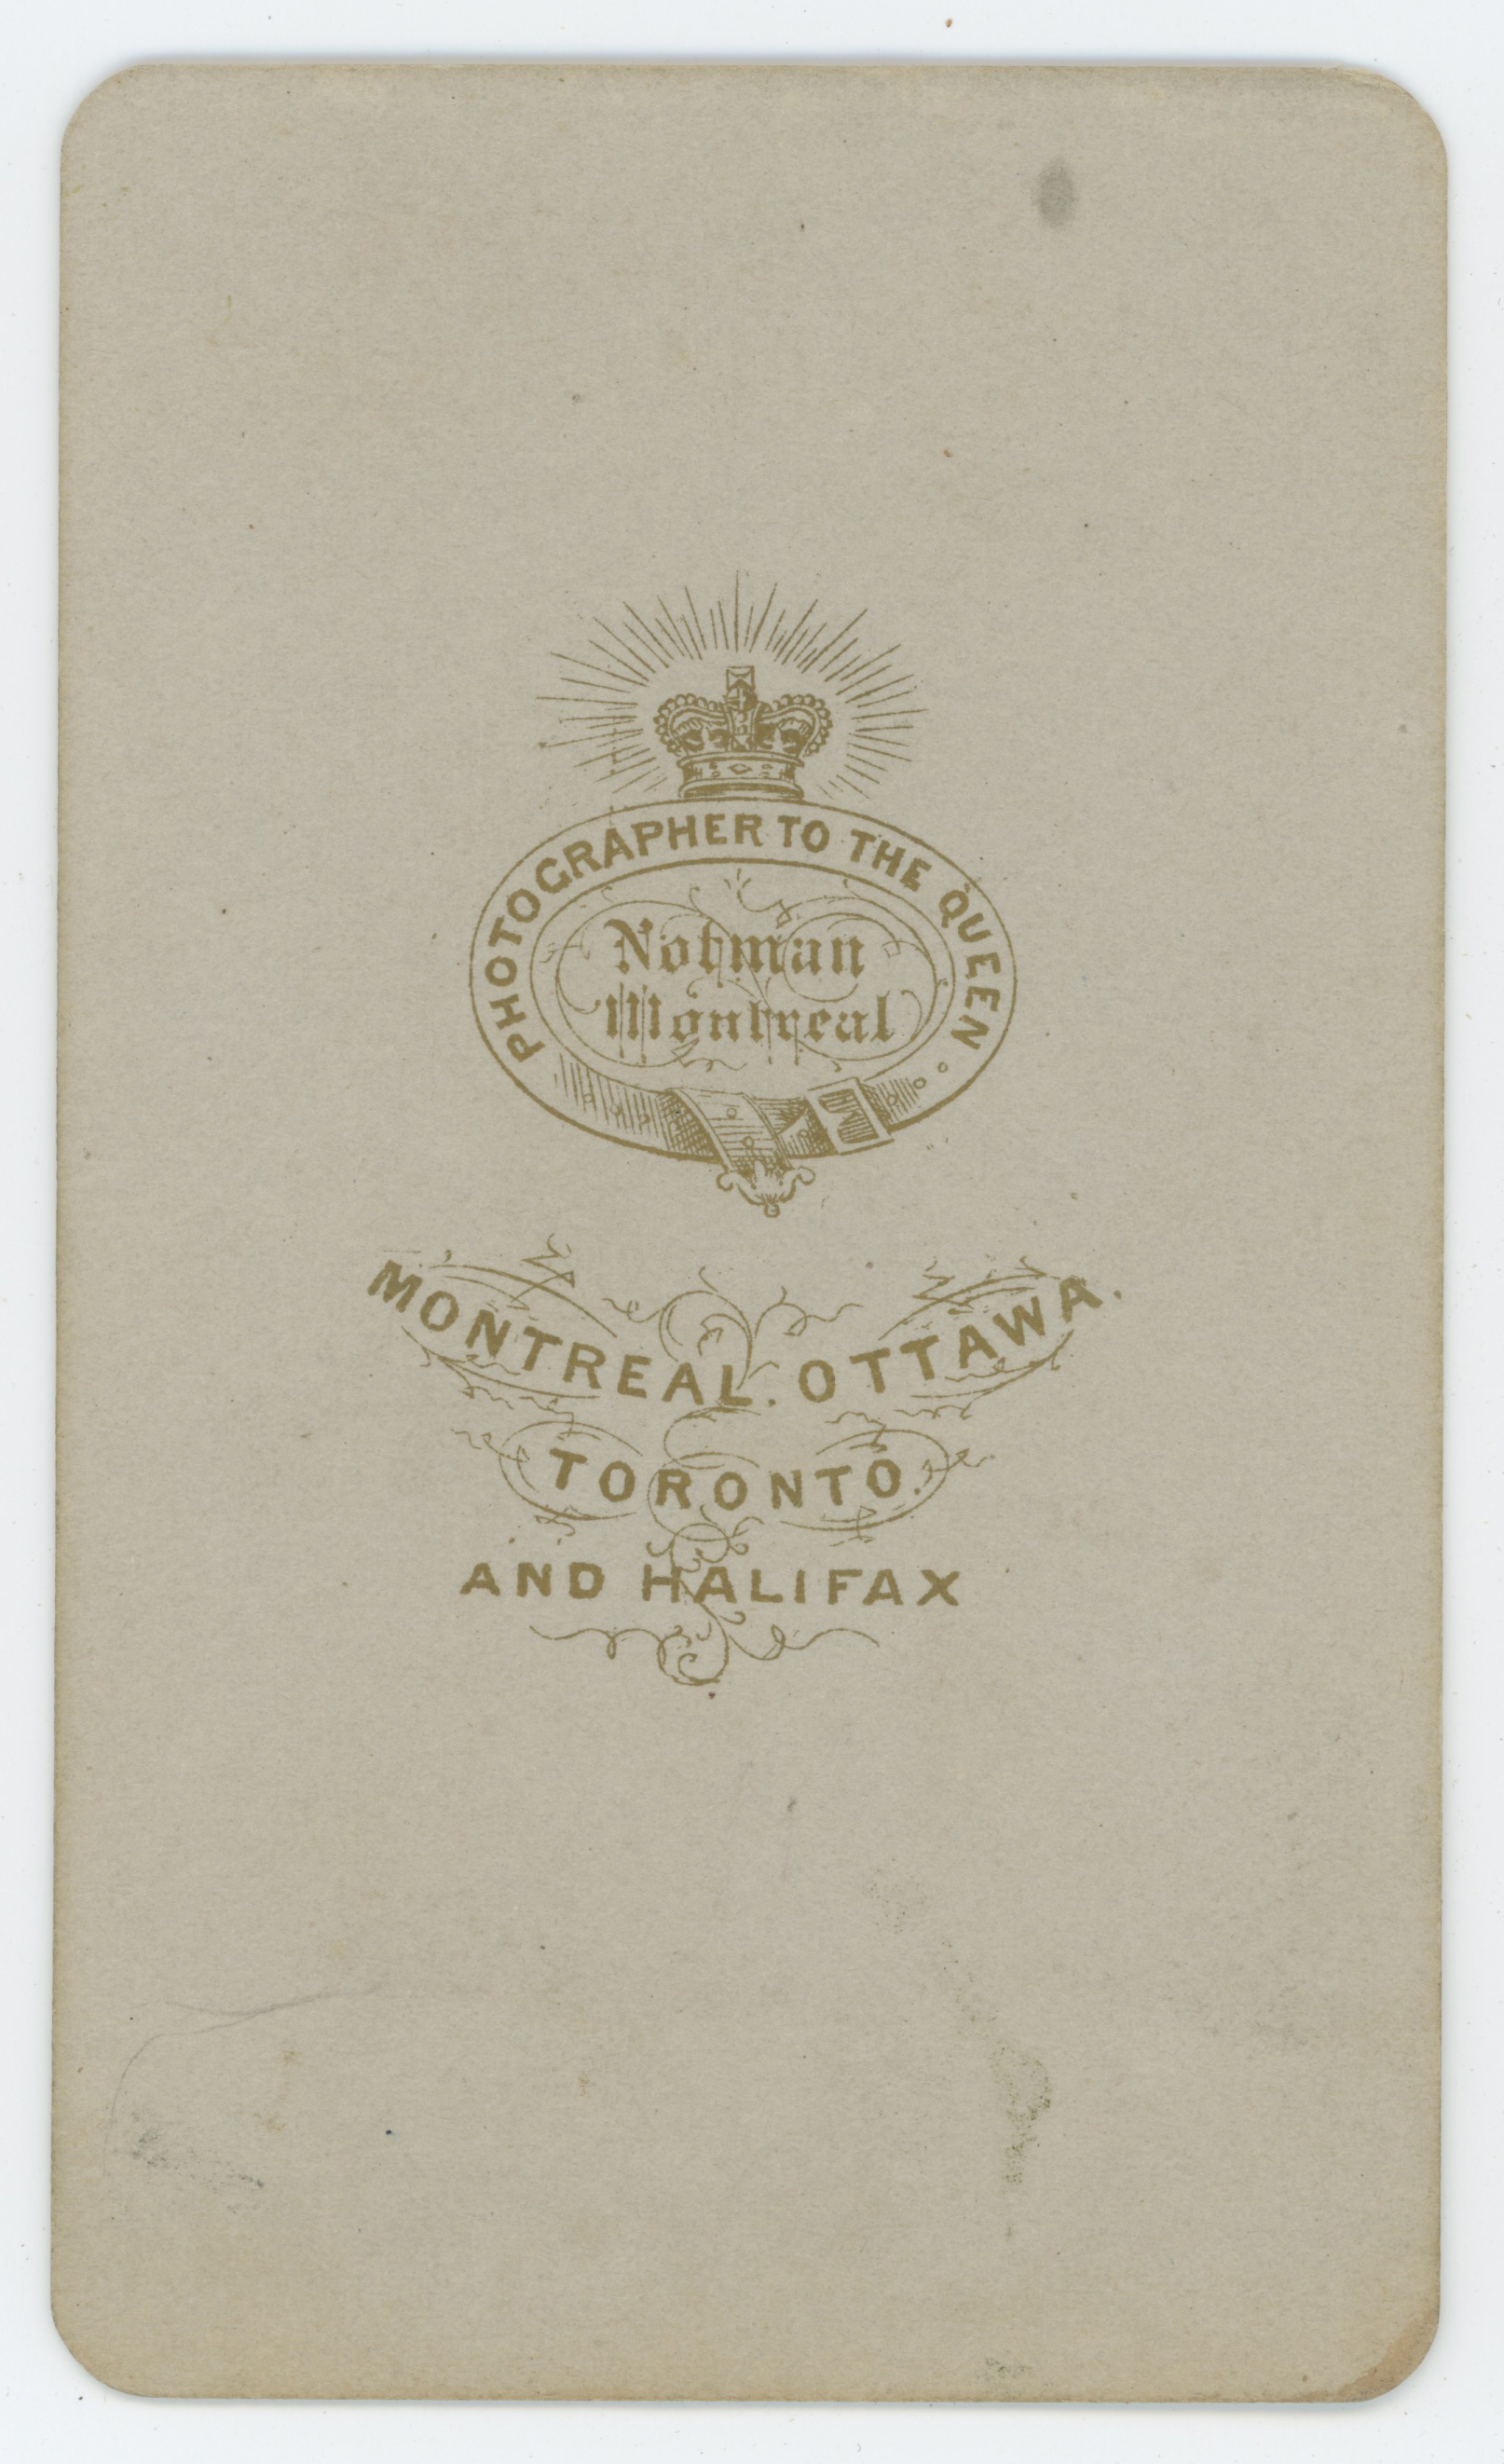 PHOTOGRAPHER TO THE QUEEN
Notman
Montreal
MONTREAL. OTTAWA.
TORONTO.
AND HALIFAX